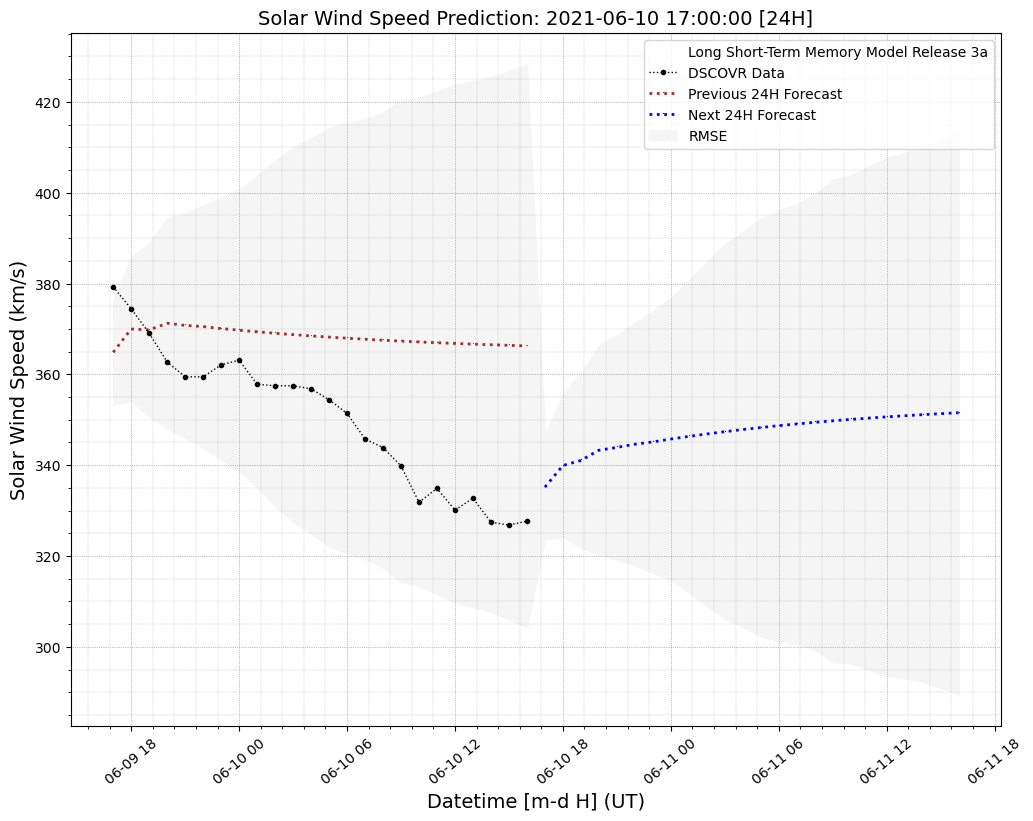 Solar Wind Speed Prediction: 2021-06-10 17:00:00 [24H]
Long Short-Term Memory Model Release 3a
DSCOVR Data
Previous 24H Forecast
Next 24H Forecast
RMSE
Solar Wind Speed (km/s)
420
400
380
360
340
320
300
06-09 18
06-10 00
06-10 06
06-10 12
06-10 18
06-11 00
06-11 06
06-11 12
06-11 18
Datetime [m-d H] (UT)